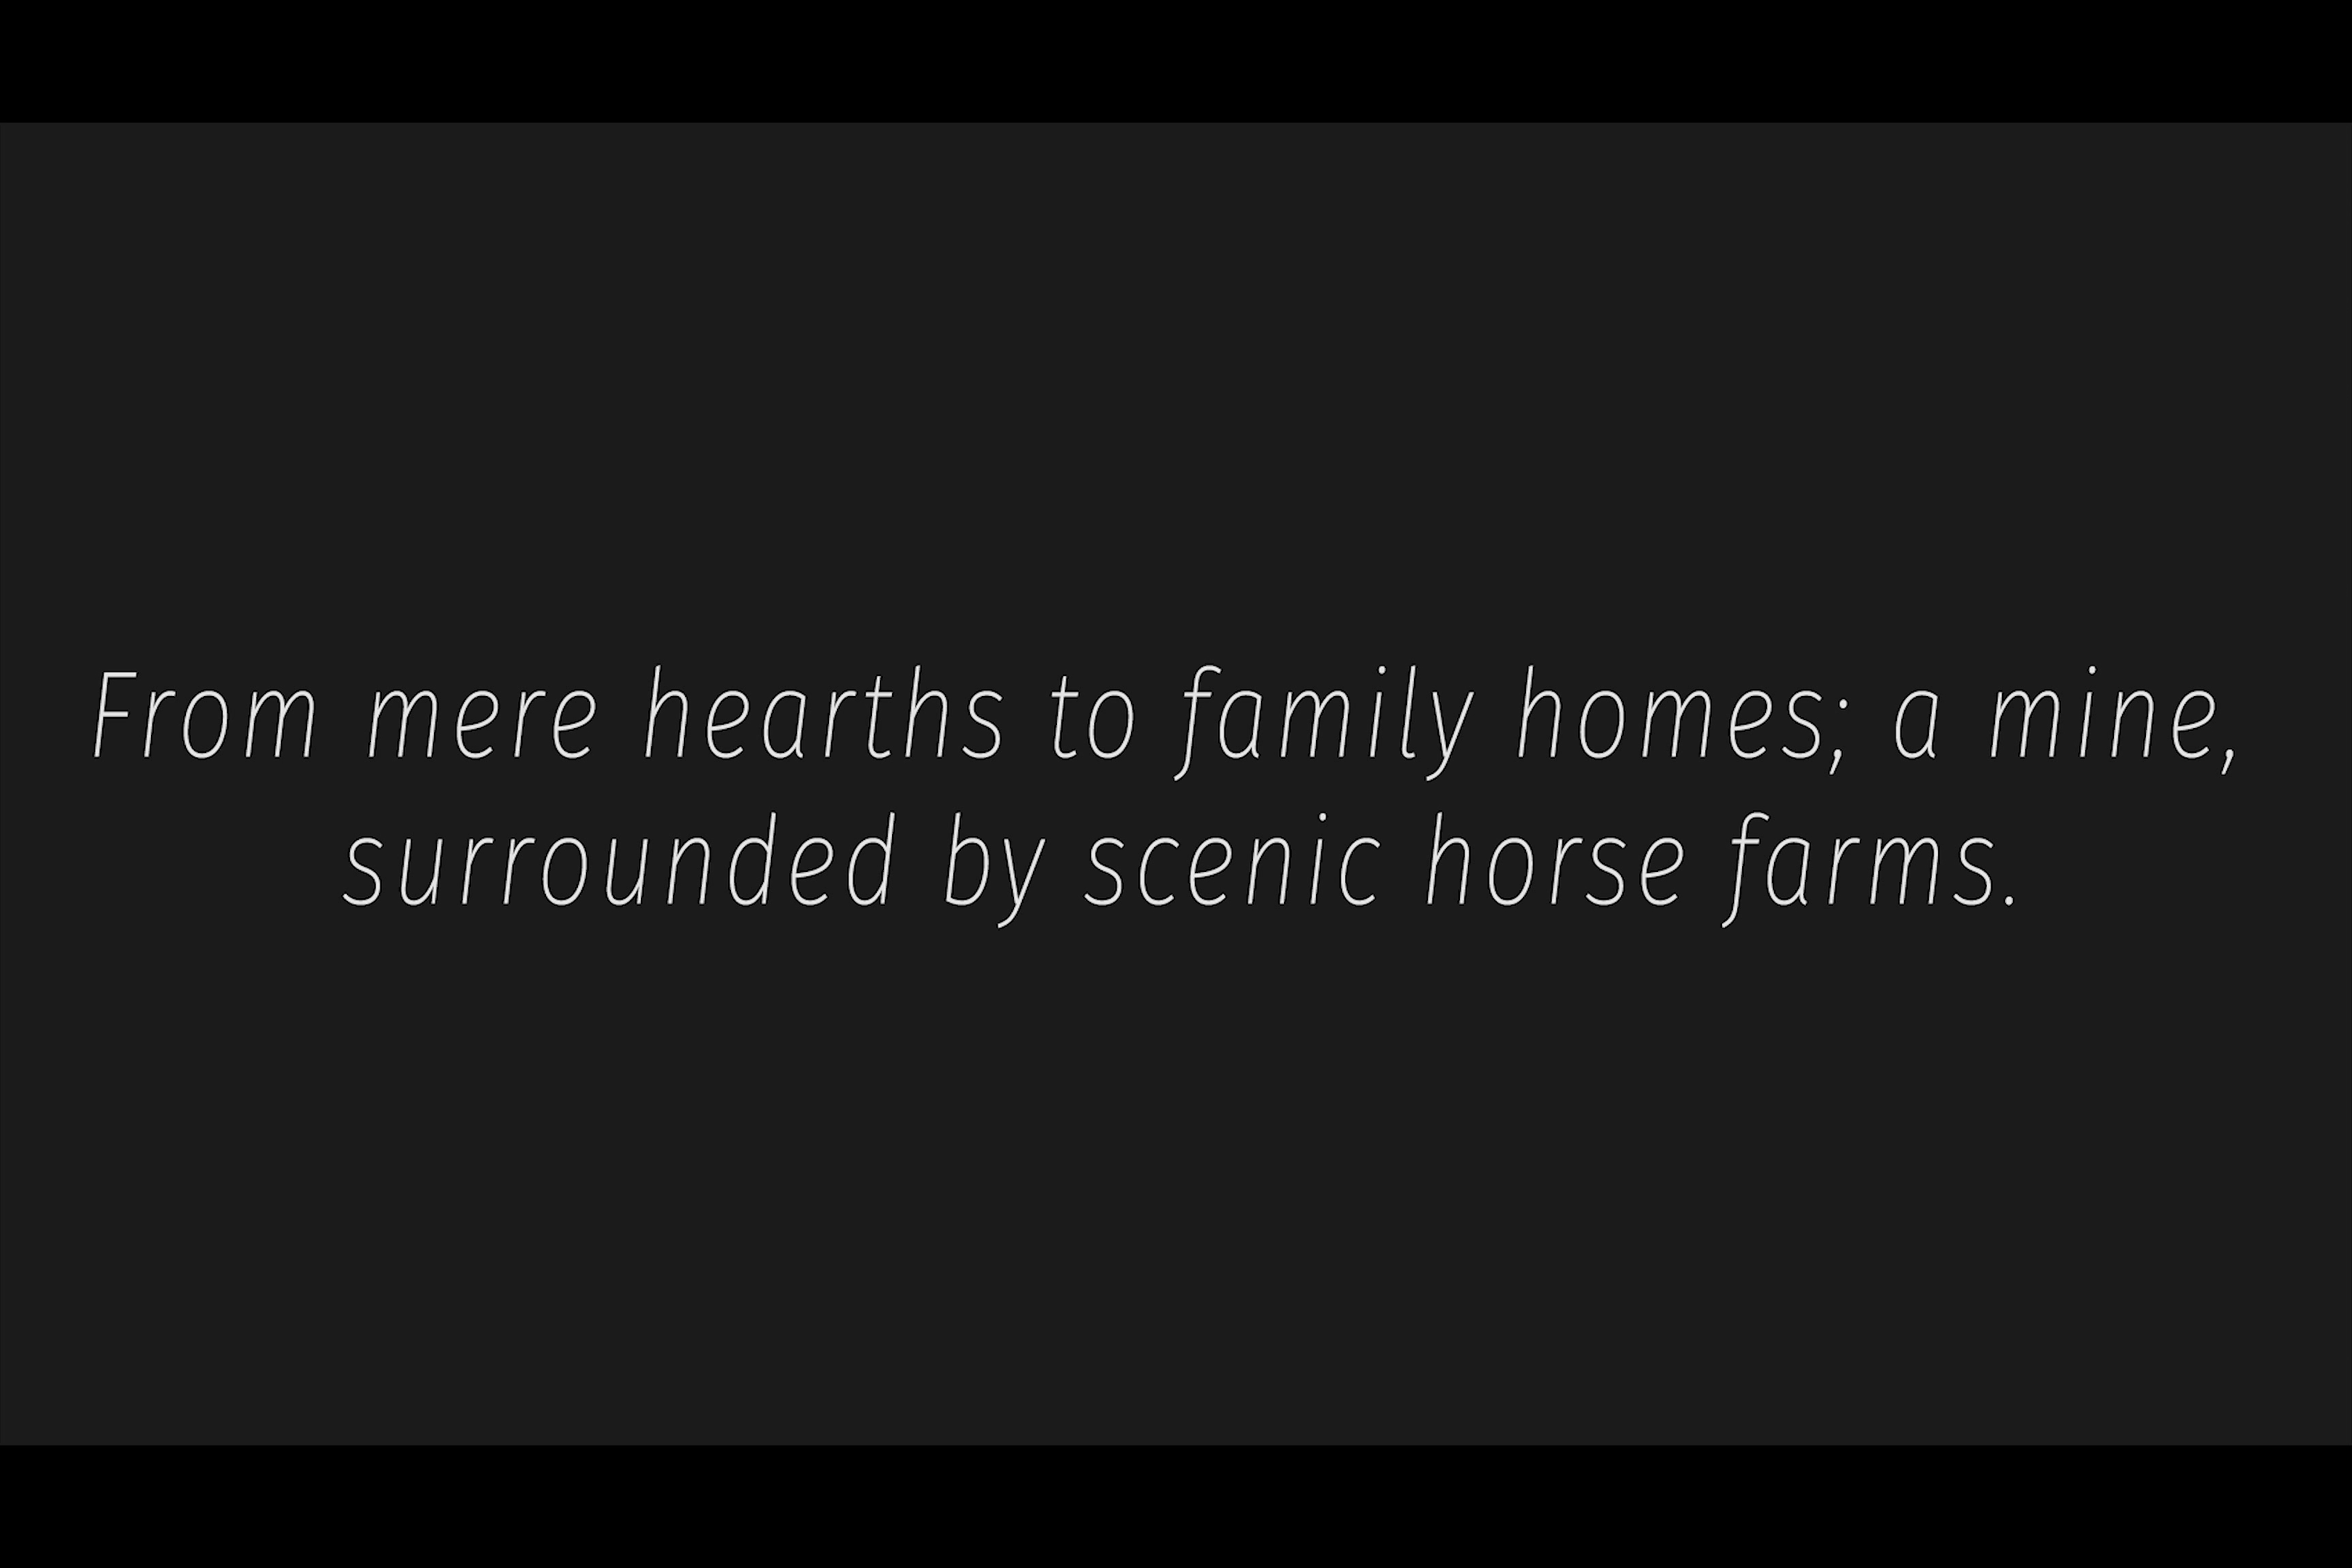 From mere hearths to family homes; a mine,
surrounded by scenic horse farms.